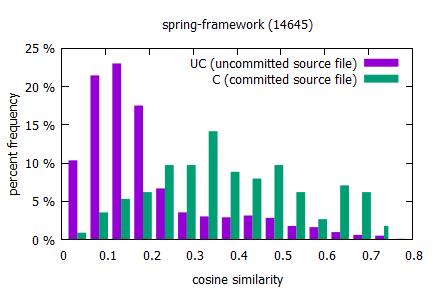 spring-framework (14645)
25 %
20 %
15 %
10 %
5 %
0 %
percent frequency
UC (uncommitted source file)
C (committed source file)
0 0.1 0.2 0.3 0.4 0.5 0.6 0.7 0.8
cosine similarity